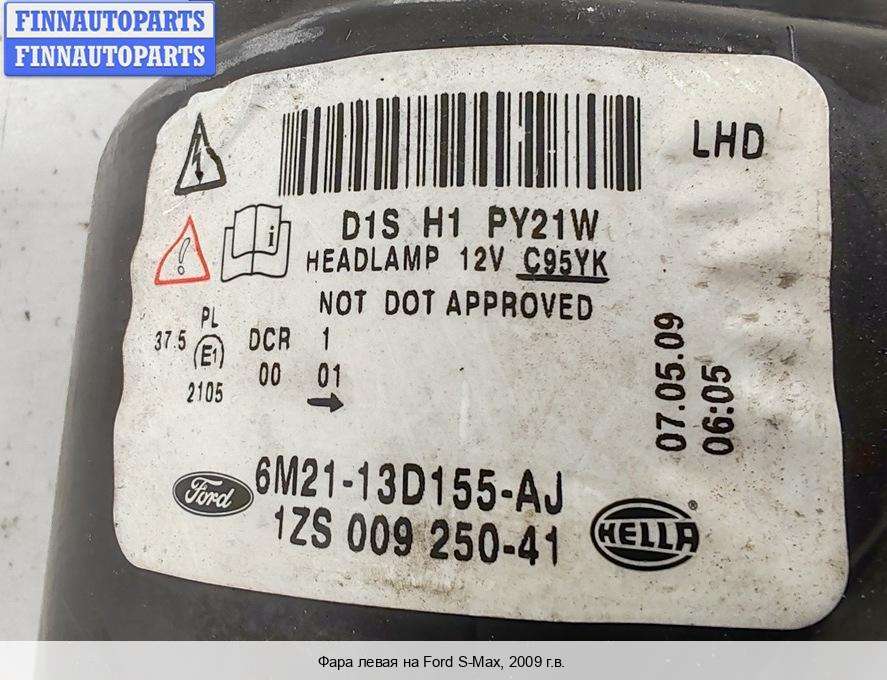 FINNAUTOPARTS
FINNAUTOPARTS
LHD
D1S H1 PY21W
HEADLAMP 12V C95YK
NOT DOT APPROVED
PL
37.5 E1 DCR 1
2105 00 01
07.05.09
06:05
Ford 6M21-13D155-AJ
1ZS 009 250-41 HELLA ®
Фара левая на Ford S-Max, 2009 г.в.